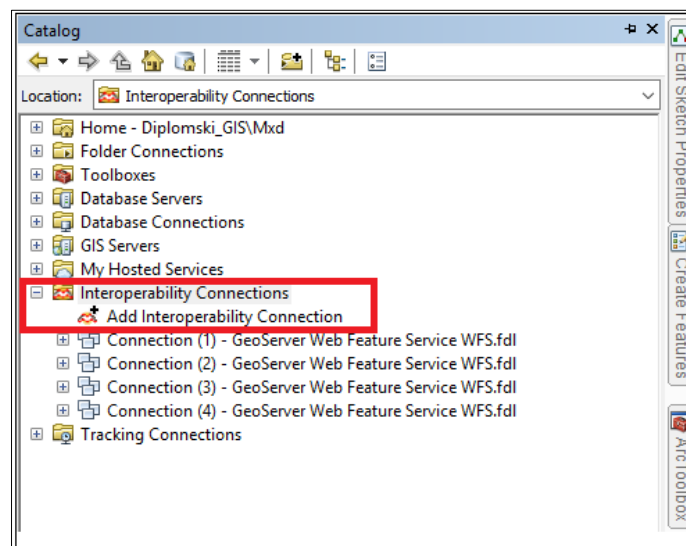 Catalog
Location: Interoperability Connections
Home - Diplomski_GIS\Mxd
Folder Connections
Toolboxes
Database Servers
Database Connections
GIS Servers
My Hosted Services
Interoperability Connections
Add Interoperability Connection
Connection (1) - GeoServer Web Feature Service WFS.fdl
Connection (2) - GeoServer Web Feature Service WFS.fdl
Connection (3) - GeoServer Web Feature Service WFS.fdl
Connection (4) - GeoServer Web Feature Service WFS.fdl
Tracking Connections
Edit Sketch Properties
Create Features
ArcToolbox